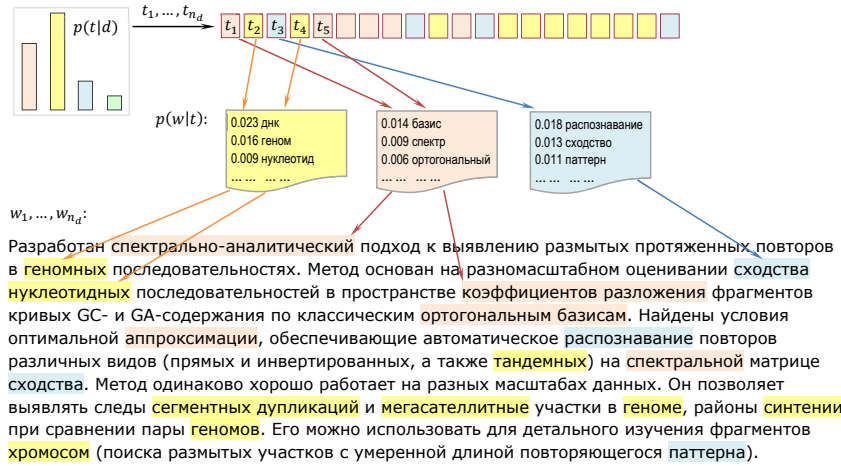 p(t|d)
t₁, …, t_{n_d}
t₁ t₂ t₃ t₄ t₅
p(w|t):
0.023 днк
0.016 геном
0.009 нуклеотид
… … … …
0.014 базис
0.009 спектр
0.006 ортогональный
… … … …
0.018 распознавание
0.013 сходство
0.011 паттерн
… … … …
w₁, …, w_{n_d}:
Разработан спектрально-аналитический подход к выявлению размытых протяженных повторов
в геномных последовательностях. Метод основан на разномасштабном оценивании сходства
нуклеотидных последовательностей в пространстве коэффициентов разложения фрагментов
кривых GC- и GA-содержания по классическим ортогональным базисам. Найдены условия
оптимальной аппроксимации, обеспечивающие автоматическое распознавание повторов
различных видов (прямых и инвертированных, а также тандемных) на спектральной матрице
сходства. Метод одинаково хорошо работает на разных масштабах данных. Он позволяет
выявлять следы сегментных дупликаций и мегасателлитные участки в геноме, районы синтении
при сравнении пары геномов. Его можно использовать для детального изучения фрагментов
хромосом (поиска размытых участков с умеренной длиной повторяющегося паттерна).